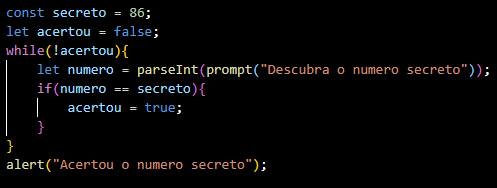 const secreto = 86;
let acertou = false;
while(!acertou){
    let numero = parseInt(prompt("Descubra o numero secreto"));
    if(numero == secreto){
        acertou = true;
    }
}
alert("Acertou o numero secreto");